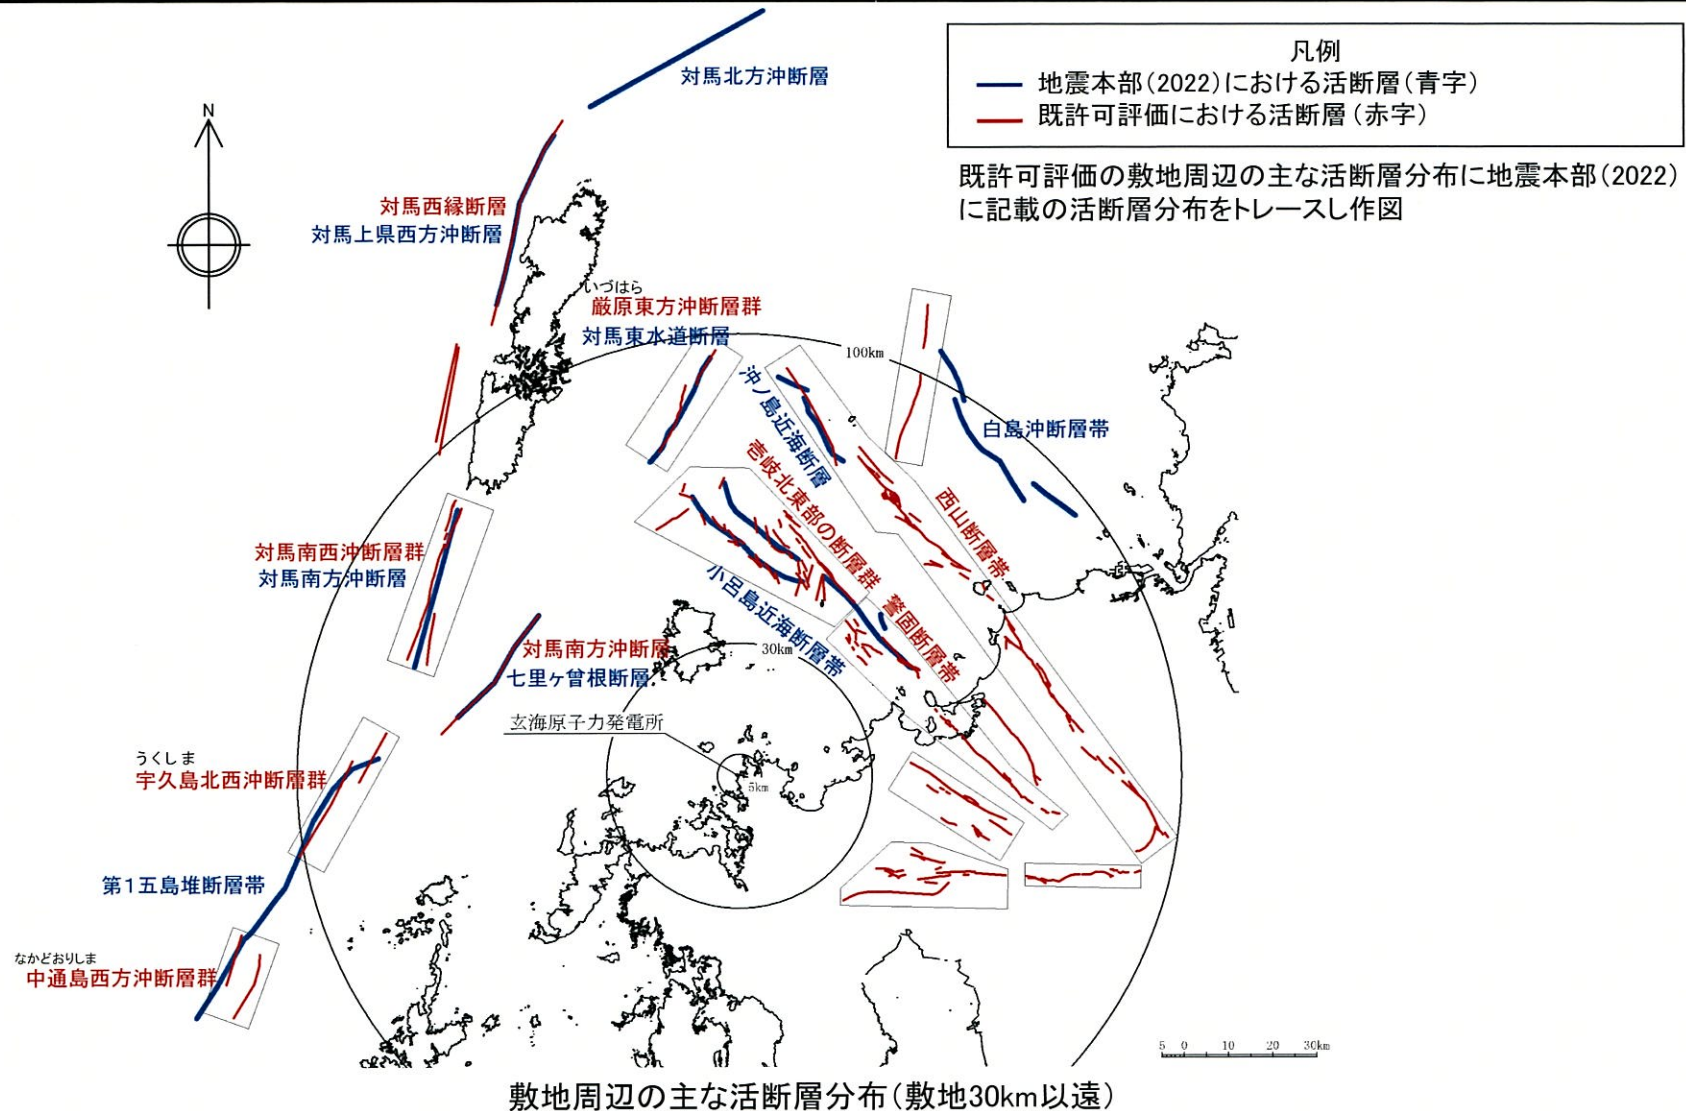 凡例
地震本部(2022)における活断層(青字)
既許可評価における活断層(赤字)
既許可評価の敷地周辺の主な活断層分布に地震本部(2022)
に記載の活断層分布をトレースし作図
N
対馬北方沖断層
対馬西縁断層
対馬上県西方沖断層
いづはら
厳原東方沖断層群
対馬東水道断層
100km
沖ノ島近海断層
白島沖断層帯
壱岐北東部の断層群
西山断層帯
対馬南西沖断層群
対馬南方沖断層
小呂島近海断層帯
警固断層帯
対馬南方沖断層
七里ヶ曾根断層
30km
玄海原子力発電所
5km
うくしま
宇久島北西沖断層群
第1五島堆断層帯
なかどおりしま
中通島西方沖断層群
5 0 10 20 30km
敷地周辺の主な活断層分布(敷地30km以遠)